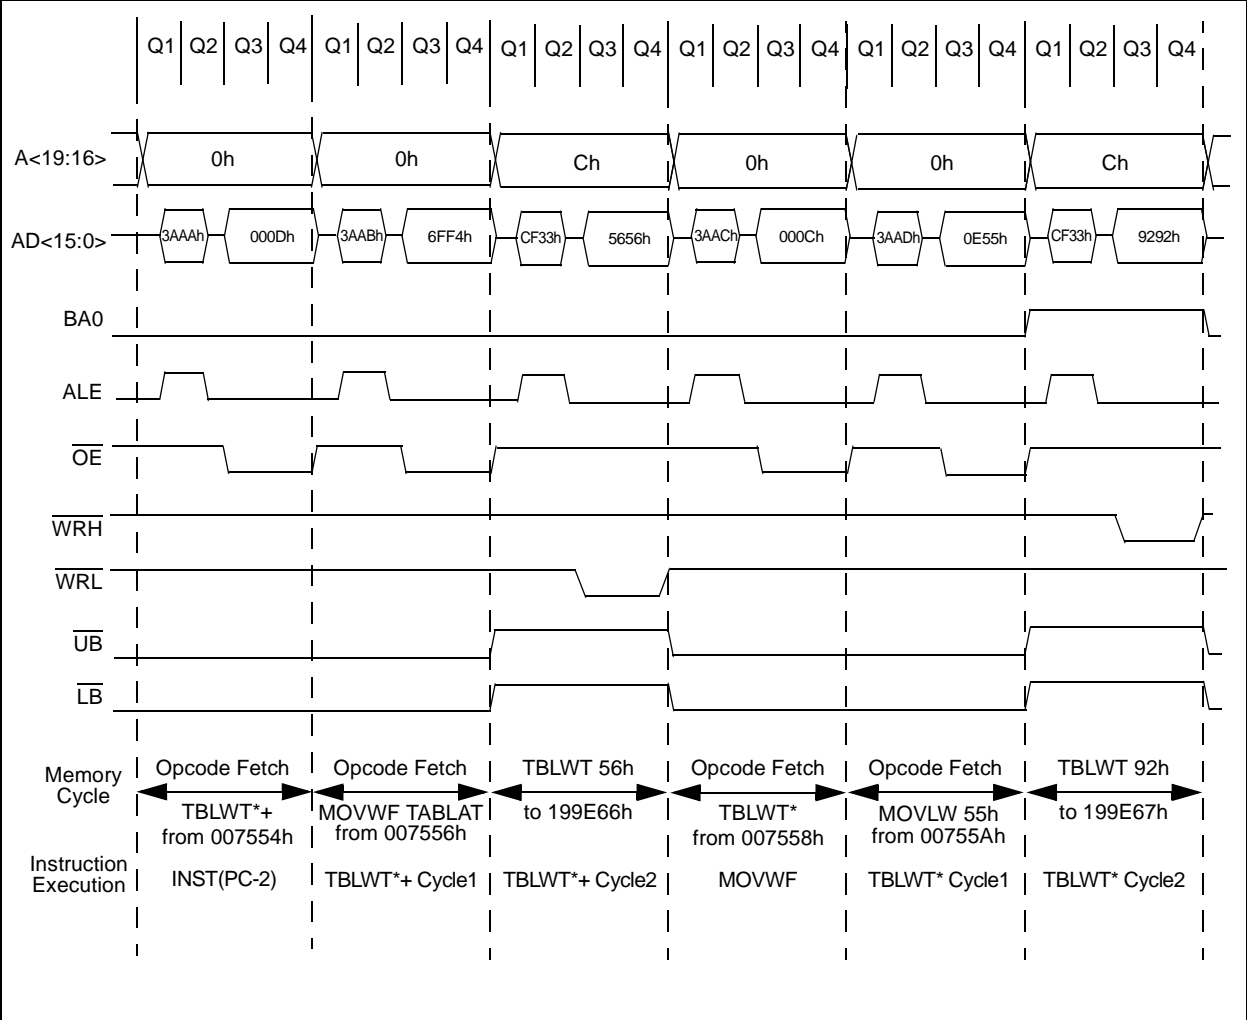 Q1 Q2 Q3 Q4 Q1 Q2 Q3 Q4 Q1 Q2 Q3 Q4 Q1 Q2 Q3 Q4 Q1 Q2 Q3 Q4 Q1 Q2 Q3 Q4
A<19:16> 0h 0h Ch 0h 0h Ch
AD<15:0> 3AAAh 000Dh 3AABh 6FF4h CF33h 5656h 3AACh 000Ch 3AADh 0E55h CF33h 9292h
BA0
ALE
OE
WRH
WRL
UB
LB
Memory Cycle
Opcode Fetch
TBLWT*+
from 007554h
Opcode Fetch
MOVWF TABLAT
from 007556h
TBLWT 56h
to 199E66h
Opcode Fetch
TBLWT*
from 007558h
Opcode Fetch
MOVLW 55h
from 00755Ah
TBLWT 92h
to 199E67h
Instruction Execution
INST(PC-2) TBLWT*+ Cycle1 TBLWT*+ Cycle2 MOVWF TBLWT* Cycle1 TBLWT* Cycle2